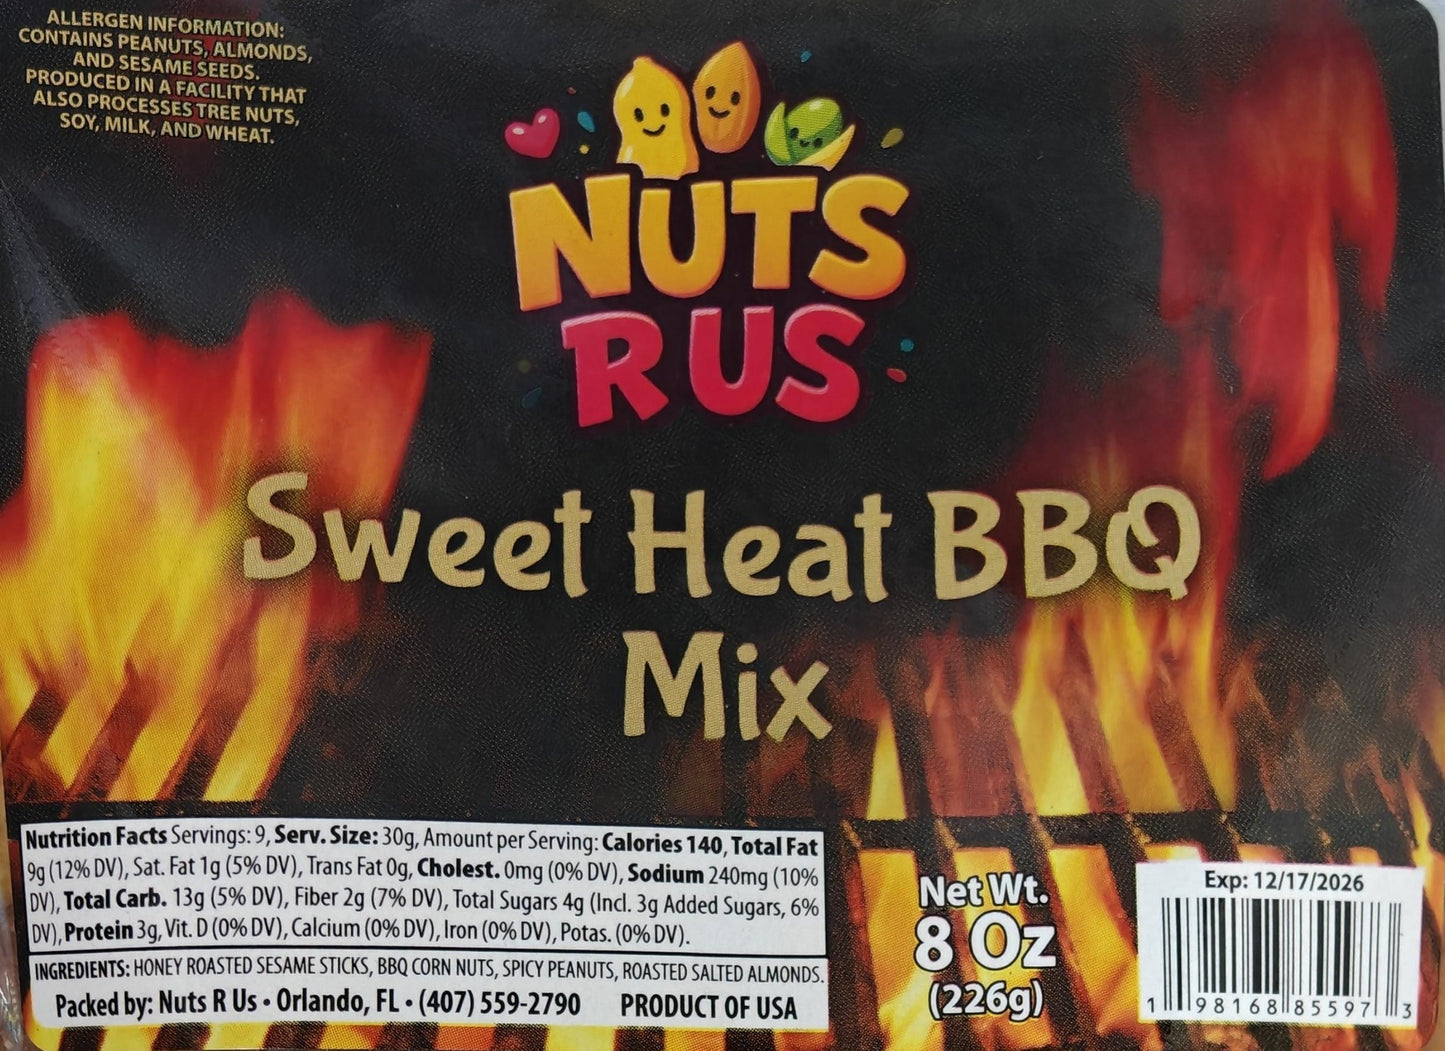 ALLERGEN INFORMATION:
CONTAINS PEANUTS, ALMONDS,
AND SESAME SEEDS.
PRODUCED IN A FACILITY THAT
ALSO PROCESSES TREE NUTS,
SOY, MILK, AND WHEAT.
NUTS
R US
Sweet Heat BBQ
Mix
Nutrition Facts Servings: 9, Serv. Size: 30g, Amount per Serving: Calories 140, Total Fat
9g (12% DV), Sat. Fat 1g (5% DV), Trans Fat 0g, Cholest. 0mg (0% DV), Sodium 240mg (10%
DV), Total Carb. 13g (5% DV), Fiber 2g (7% DV), Total Sugars 4g (Incl. 3g Added Sugars, 6%
DV), Protein 3g, Vit. D (0% DV), Calcium (0% DV), Iron (0% DV), Potas. (0% DV).
INGREDIENTS: HONEY ROASTED SESAME STICKS, BBQ CORN NUTS, SPICY PEANUTS, ROASTED SALTED ALMONDS.
Packed by: Nuts R Us • Orlando, FL • (407) 559-2790 PRODUCT OF USA
Net Wt.
8 Oz
(226g)
Exp: 12/17/2026
1 98168 85597 3